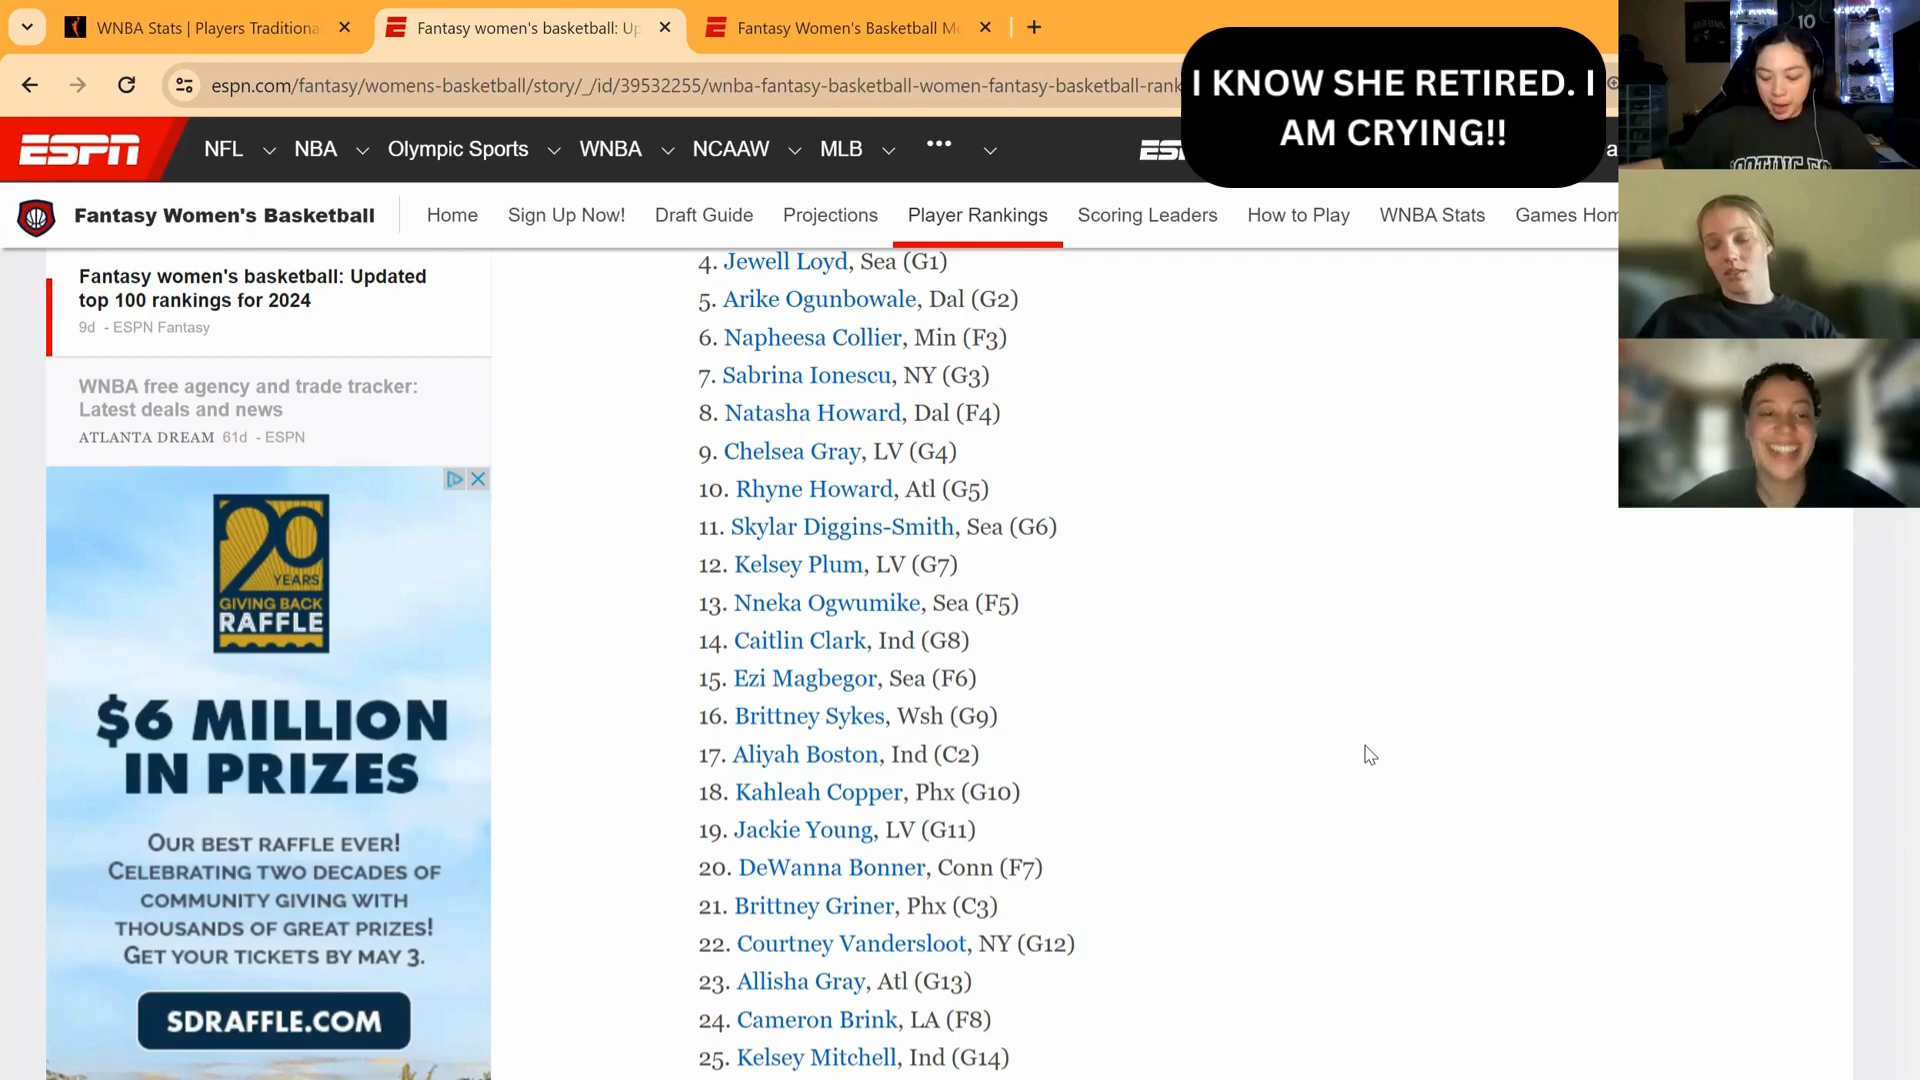 WNBA Stats | Players Traditiona
Fantasy women's basketball: Up
Fantasy Women's Basketball Mo
espn.com/fantasy/womens-basketball/story/_/id/39532255/wnba-fantasy-basketball-women-fantasy-basketball-rank
I KNOW SHE RETIRED. I
AM CRYING!!
10
ESPN
NFL
NBA
Olympic Sports
WNBA
NCAAW
MLB
•••
Fantasy Women's Basketball
Home
Sign Up Now!
Draft Guide
Projections
Player Rankings
Scoring Leaders
How to Play
WNBA Stats
Games Hom
Fantasy women's basketball: Updated
top 100 rankings for 2024
9d - ESPN Fantasy
WNBA free agency and trade tracker:
Latest deals and news
ATLANTA DREAM 61d - ESPN
20
YEARS
GIVING BACK
RAFFLE
$6 MILLION
IN PRIZES
OUR BEST RAFFLE EVER!
CELEBRATING TWO DECADES OF
COMMUNITY GIVING WITH
THOUSANDS OF GREAT PRIZES!
GET YOUR TICKETS BY MAY 3.
SDRAFFLE.COM
4. Jewell Loyd, Sea (G1)
5. Arike Ogunbowale, Dal (G2)
6. Napheesa Collier, Min (F3)
7. Sabrina Ionescu, NY (G3)
8. Natasha Howard, Dal (F4)
9. Chelsea Gray, LV (G4)
10. Rhyne Howard, Atl (G5)
11. Skylar Diggins-Smith, Sea (G6)
12. Kelsey Plum, LV (G7)
13. Nneka Ogwumike, Sea (F5)
14. Caitlin Clark, Ind (G8)
15. Ezi Magbegor, Sea (F6)
16. Brittney Sykes, Wsh (G9)
17. Aliyah Boston, Ind (C2)
18. Kahleah Copper, Phx (G10)
19. Jackie Young, LV (G11)
20. DeWanna Bonner, Conn (F7)
21. Brittney Griner, Phx (C3)
22. Courtney Vandersloot, NY (G12)
23. Allisha Gray, Atl (G13)
24. Cameron Brink, LA (F8)
25. Kelsey Mitchell, Ind (G14)